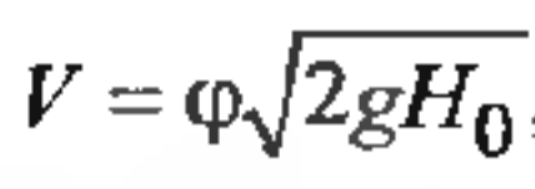 V = φ√2gH₀,